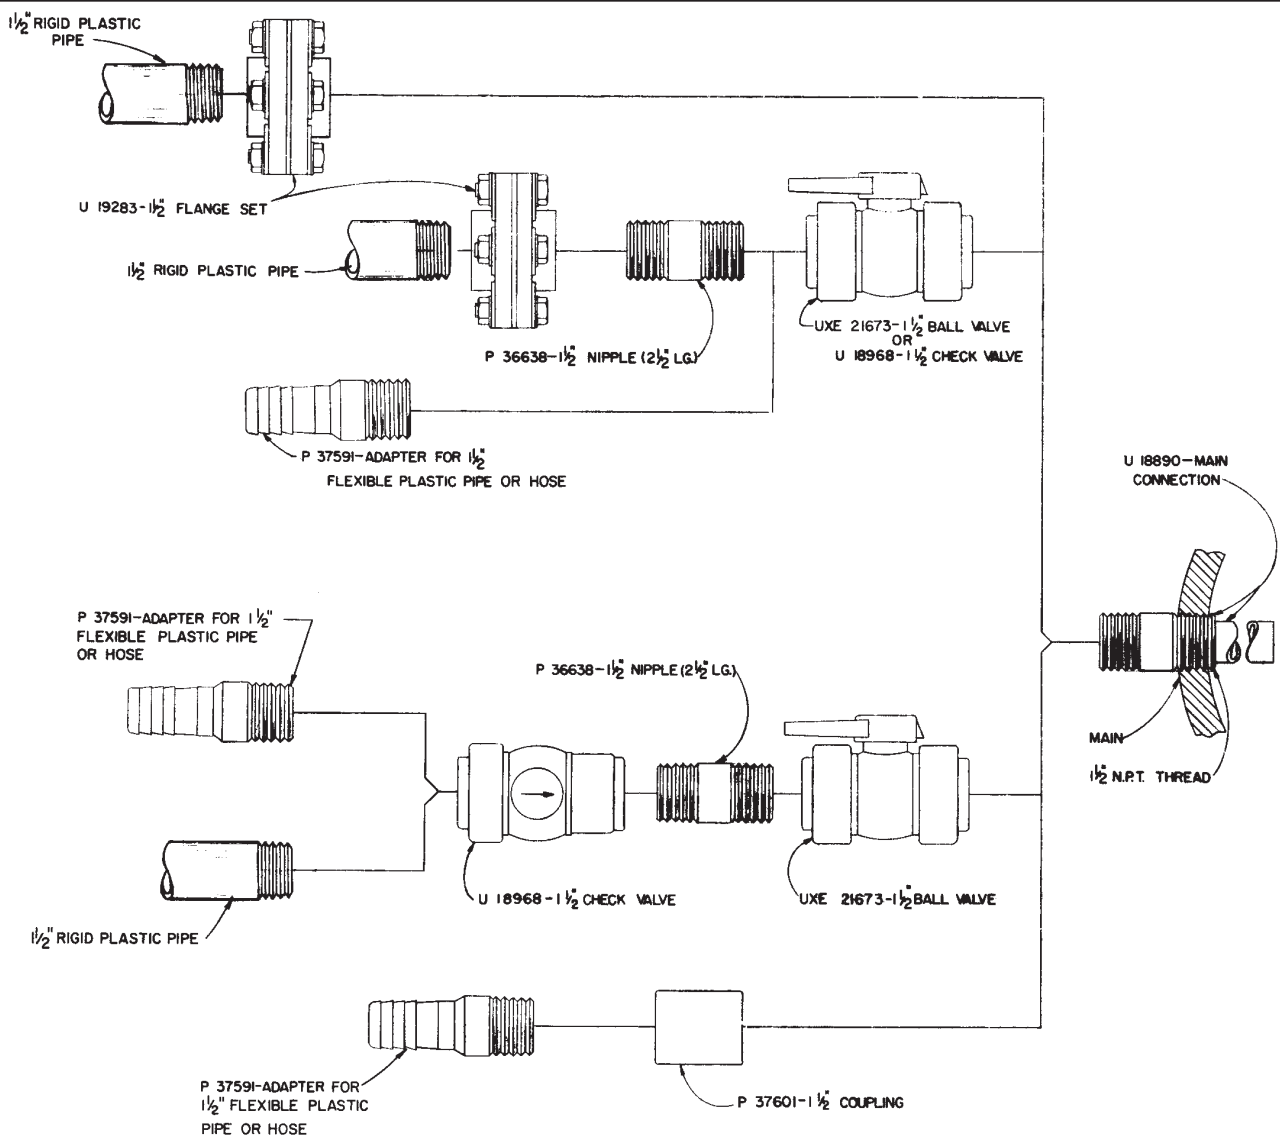 1½" RIGID PLASTIC
PIPE
U 19283-1½" FLANGE SET
1½" RIGID PLASTIC PIPE
P 36638-1½" NIPPLE (2½" LG.)
UXE 21673-1½" BALL VALVE
OR
U 18968-1½" CHECK VALVE
P 37591-ADAPTER FOR 1½"
FLEXIBLE PLASTIC PIPE OR HOSE
U 18890-MAIN
CONNECTION
P 37591-ADAPTER FOR 1½"
FLEXIBLE PLASTIC PIPE
OR HOSE
P 36638-1½" NIPPLE (2½" LG.)
MAIN
1½" N.P.T. THREAD
U 18968-1½" CHECK VALVE
UXE 21673-1½" BALL VALVE
1½" RIGID PLASTIC PIPE
P 37591-ADAPTER FOR
1½" FLEXIBLE PLASTIC
PIPE OR HOSE
P 37601-1½" COUPLING